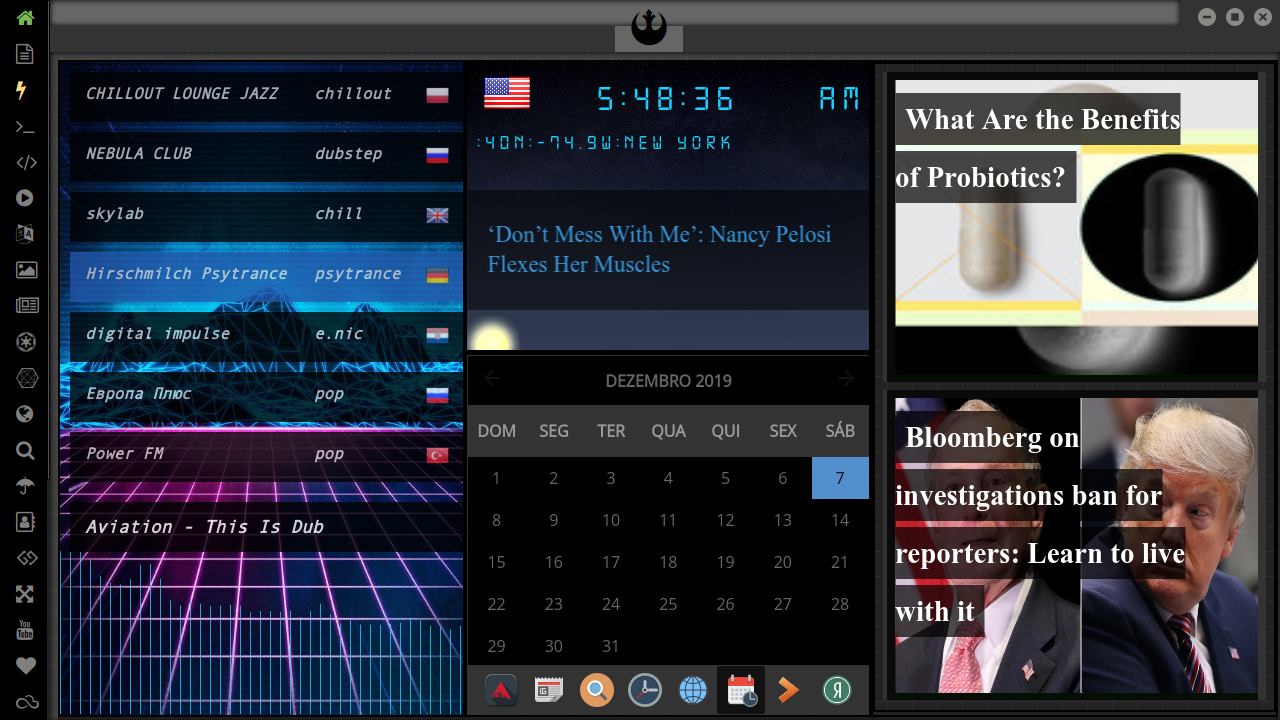 CHILLOUT LOUNGE JAZZ chillout
NEBULA CLUB dubstep
skylab chill
Hirschmilch Psytrance psytrance
digital impulse e.nic
Европа Плюс pop
Power FM pop
Aviation - This Is Dub
5:48:36 AM
:40N:-74.9W:NEW YORK
‘Don’t Mess With Me’: Nancy Pelosi
Flexes Her Muscles
DEZEMBRO 2019
DOM SEG TER QUA QUI SEX SÁB
1 2 3 4 5 6 7
8 9 10 11 12 13 14
15 16 17 18 19 20 21
22 23 24 25 26 27 28
29 30 31
What Are the Benefits
of Probiotics?
Bloomberg on
investigations ban for
reporters: Learn to live
with it
You
Tube
Я